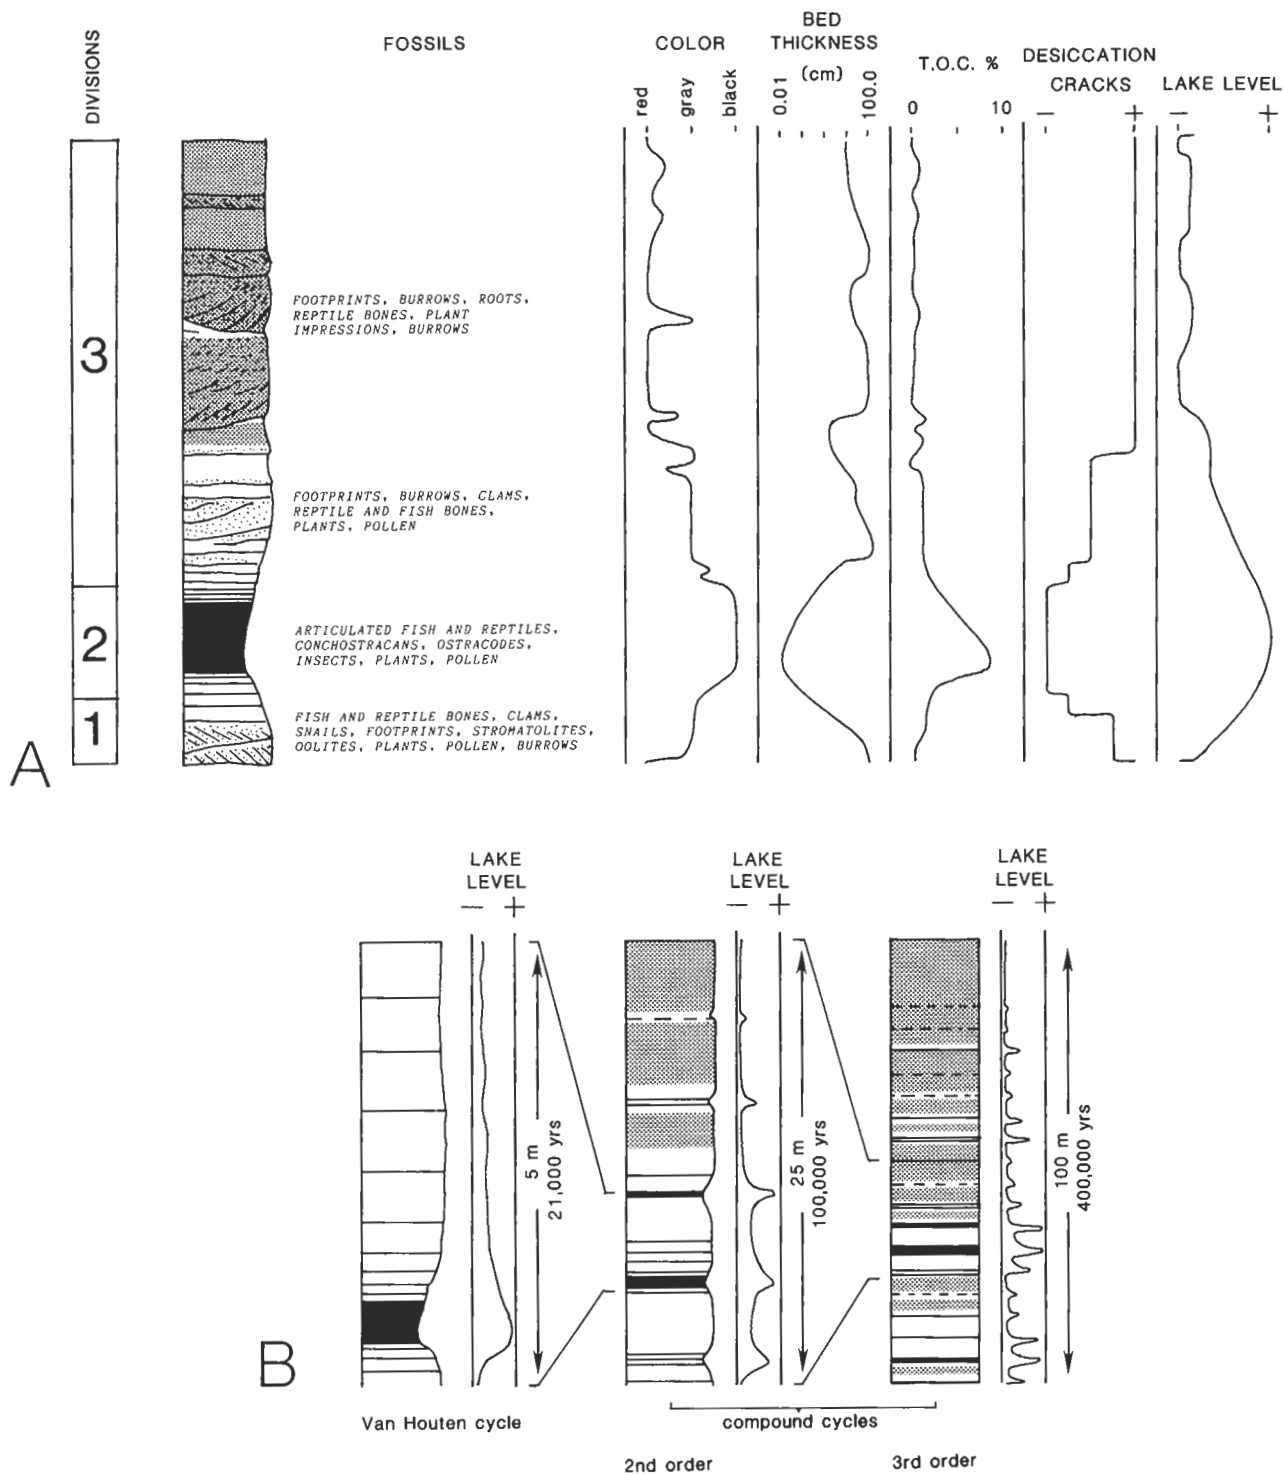 DIVISIONS
FOSSILS
COLOR
red
gray
black
BED
THICKNESS
(cm)
0.01
100.0
T.O.C. %
0
10
DESICCATION
CRACKS
− +
LAKE LEVEL
− +
3
FOOTPRINTS, BURROWS, ROOTS,
REPTILE BONES, PLANT
IMPRESSIONS, BURROWS
FOOTPRINTS, BURROWS, CLAMS,
REPTILE AND FISH BONES,
PLANTS, POLLEN
2
ARTICULATED FISH AND REPTILES,
CONCHOSTRACANS, OSTRACODES,
INSECTS, PLANTS, POLLEN
1
FISH AND REPTILE BONES, CLAMS,
SNAILS, FOOTPRINTS, STROMATOLITES,
OOLITES, PLANTS, POLLEN, BURROWS
A
LAKE
LEVEL
− +
5 m
21,000 yrs
LAKE
LEVEL
− +
25 m
100,000 yrs
LAKE
LEVEL
− +
100 m
400,000 yrs
B
Van Houten cycle
compound cycles
2nd order
3rd order